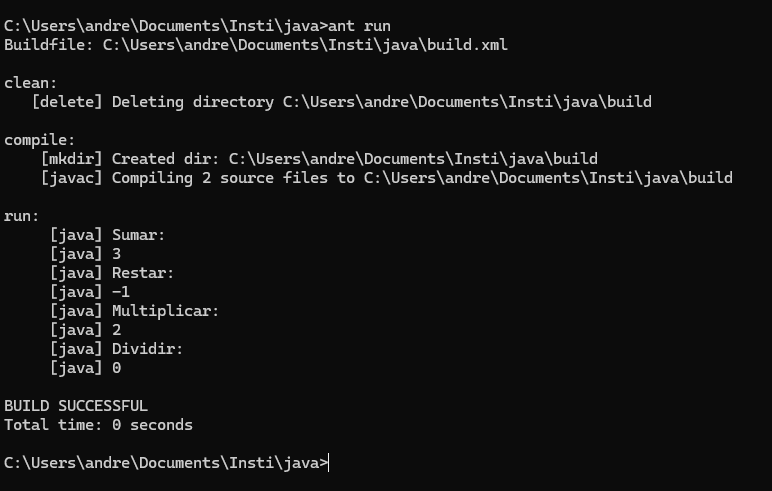 C:\Users\andre\Documents\Insti\java>ant run
Buildfile: C:\Users\andre\Documents\Insti\java\build.xml
clean:
[delete] Deleting directory C:\Users\andre\Documents\Insti\java\build
compile:
[mkdir] Created dir: C:\Users\andre\Documents\Insti\java\build
[javac] Compiling 2 source files to C:\Users\andre\Documents\Insti\java\build
run:
[java] Sumar:
[java] 3
[java] Restar:
[java] -1
[java] Multiplicar:
[java] 2
[java] Dividir:
[java] 0
BUILD SUCCESSFUL
Total time: 0 seconds
C:\Users\andre\Documents\Insti\java>